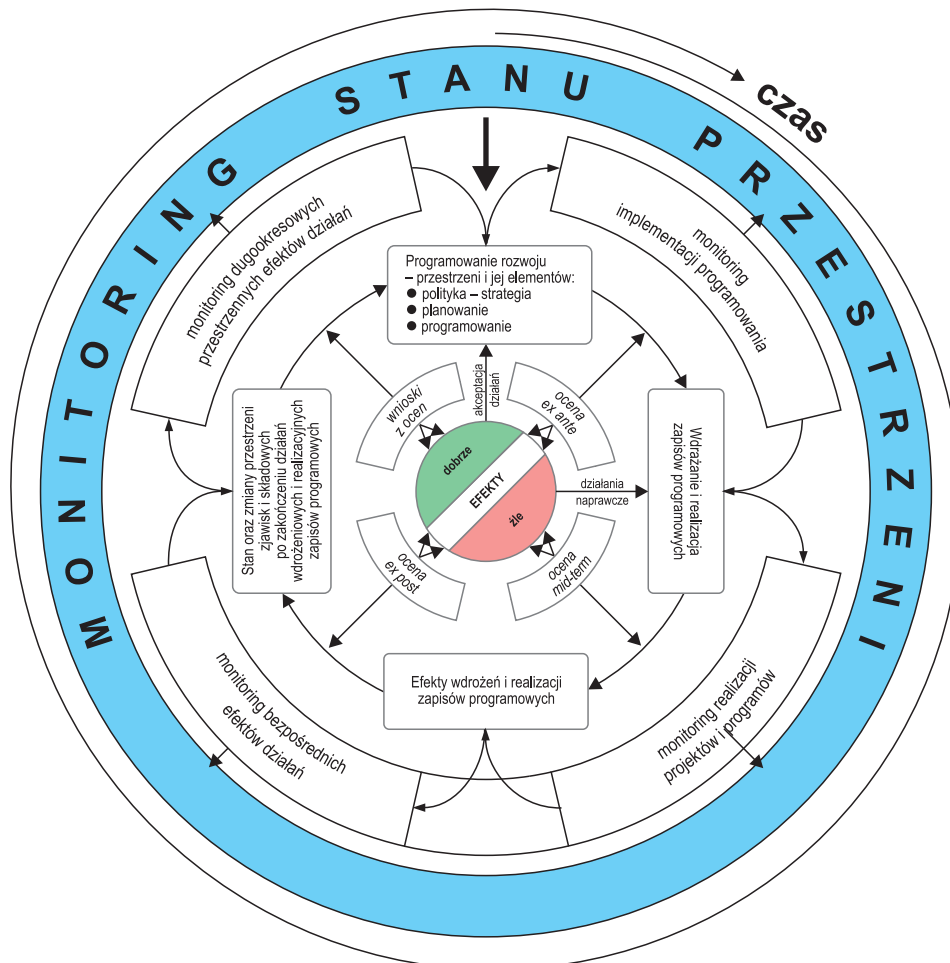 MONITORING STANU PRZESTRZENI
czas
monitoring dugookresowych
przestrzennych efektów działań
monitoring
implementacji programowania
Programowanie rozwoju
– przestrzeni i jej elementów:
● polityka – strategia
● planowanie
● programowanie
wnioski
z ocen
akceptacja
działań
ocena
ex ante
Stan oraz zmiany przestrzeni
zjawisk i składowych
po zakończeniu działań
wdrożeniowych i realizacyjnych
zapisów programowych
dobrze
EFEKTY
źle
działania
naprawcze
Wdrażanie i realizacja
zapisów programowych
ocena
ex post
ocena
mid-term
Efekty wdrożeń i realizacji
zapisów programowych
monitoring bezpośrednich
efektów działań
monitoring realizacji
projektów i programów